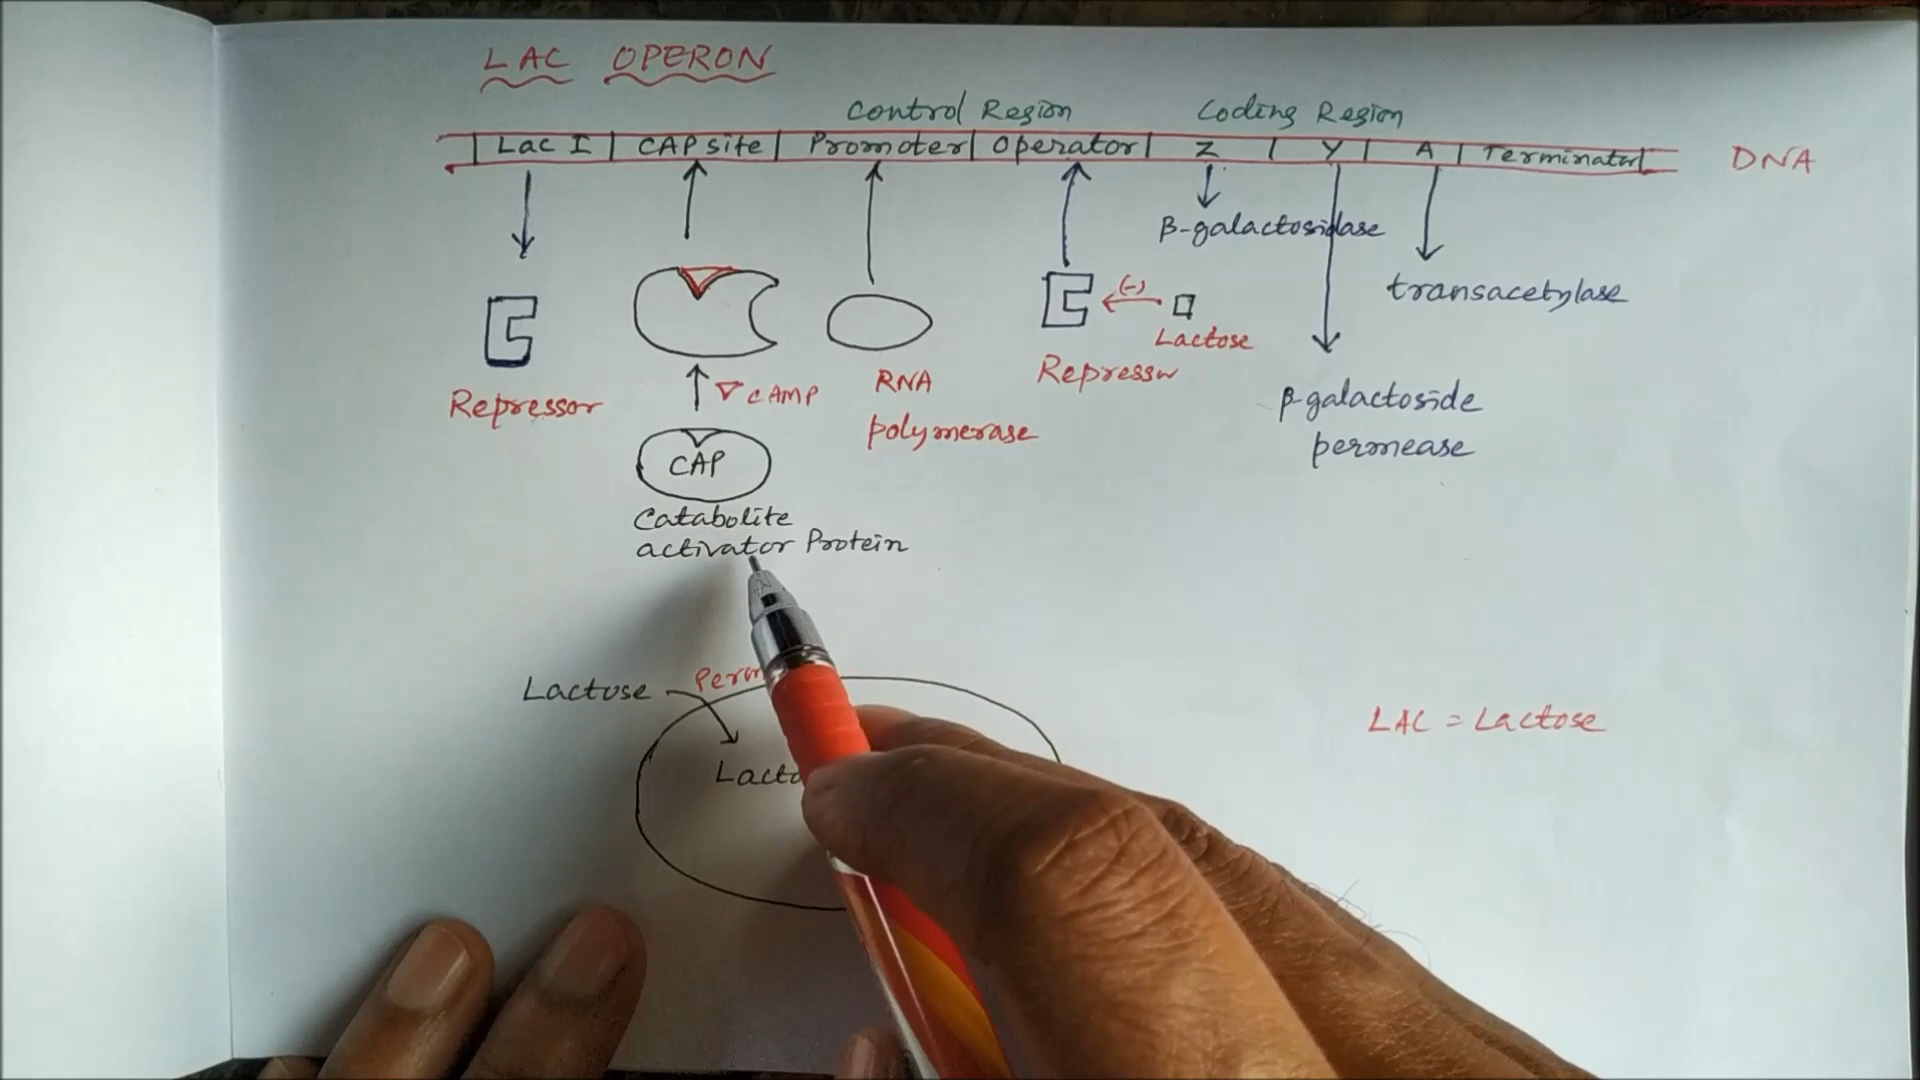 LAC OPERON
Control Region Coding Region
Lac I CAP site Promoter Operator Z Y A Terminator DNA
β-galactosidase
transacetylase
(-)
Lactose
Repressor
RNA
polymerase
Repressor
cAMP
β-galactoside
permease
CAP
Catabolite
activator Protein
Lactose
LAC = Lactose